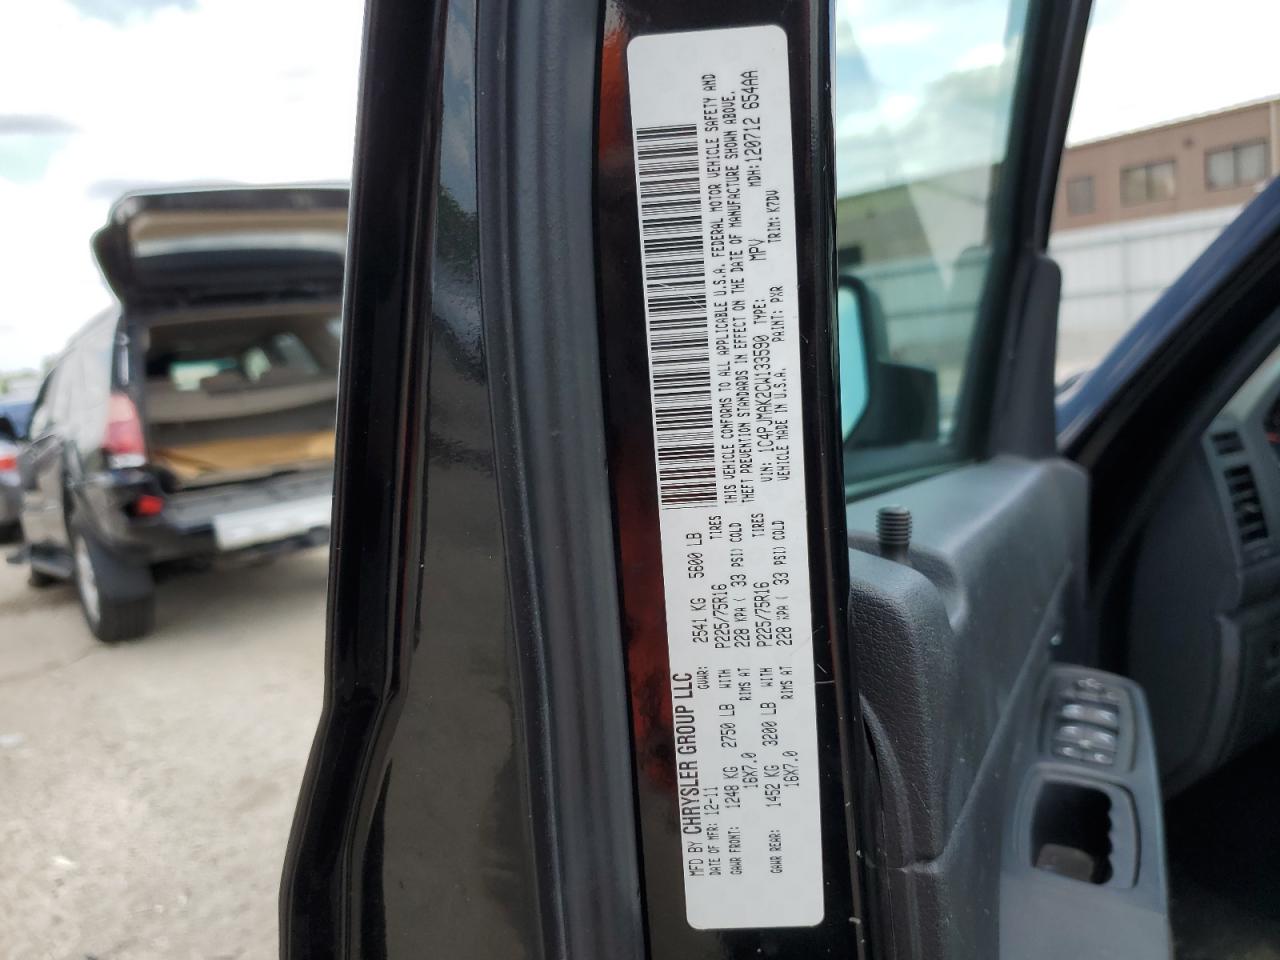 MFD BY CHRYSLER GROUP LLC
DATE OF MFR: 12-11 GVWR: 2541 KG 5600 LB
GAWR FRONT: 1248 KG 2750 LB WITH P225/75R16 TIRES
16X7.0 RIMS AT 228 KPA ( 33 PSI) COLD
GAWR REAR: 1452 KG 3200 LB WITH P225/75R16 TIRES
16X7.0 RIMS AT 228 KPA ( 33 PSI) COLD
THIS VEHICLE CONFORMS TO ALL APPLICABLE U.S.A. FEDERAL MOTOR VEHICLE SAFETY AND
THEFT PREVENTION STANDARDS IN EFFECT ON THE DATE OF MANUFACTURE SHOWN ABOVE.
VIN: 1C4PJMAK2CW133590 TYPE: MPV MDH:120712 654AA
VEHICLE MADE IN U.S.A. PAINT: PXR TRIM: K7DV